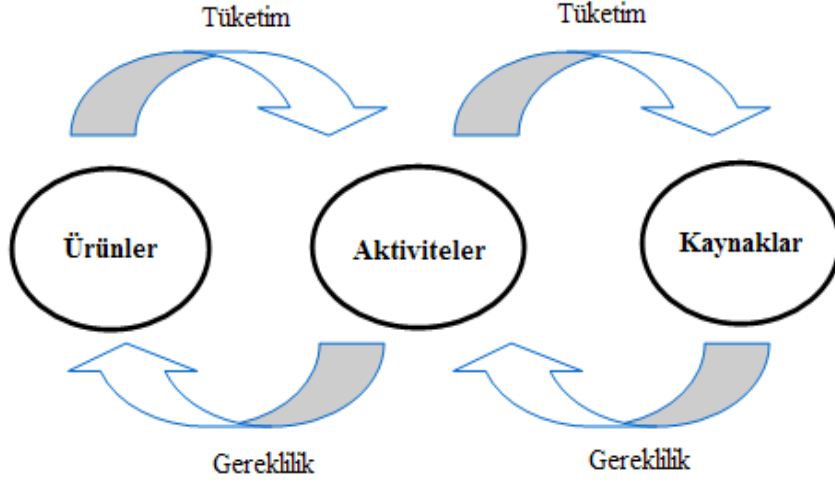 Tüketim
Tüketim
Ürünler
Aktiviteler
Kaynaklar
Gereklilik
Gereklilik